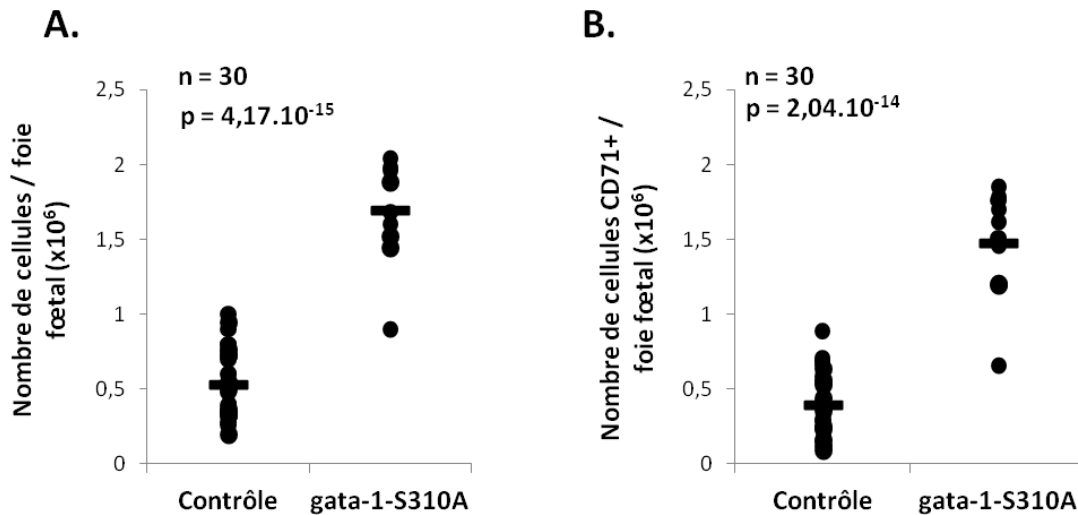 A.
n = 30
p = 4,17.10⁻¹⁵
Nombre de cellules / foie
fœtal (x10⁶)
2,5
2
1,5
1
0,5
0
Contrôle
gata-1-S310A
B.
n = 30
p = 2,04.10⁻¹⁴
Nombre de cellules CD71+ /
foie fœtal (x10⁶)
2,5
2
1,5
1
0,5
0
Contrôle
gata-1-S310A